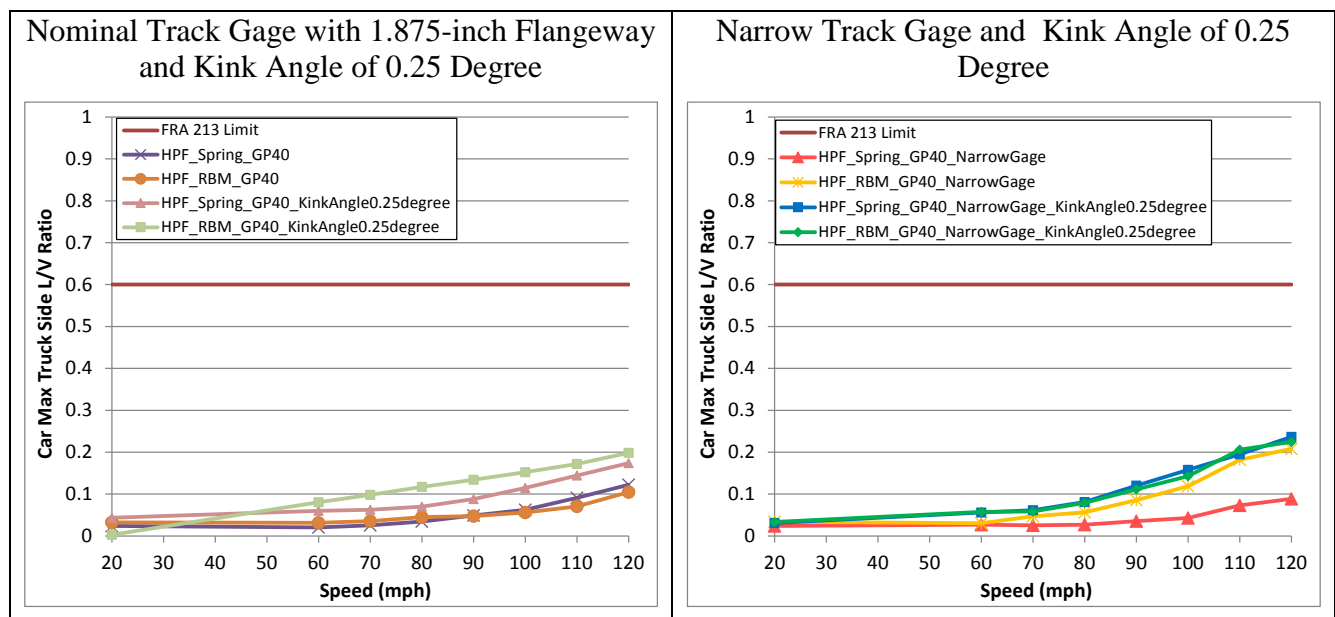 Nominal Track Gage with 1.875-inch Flangeway
and Kink Angle of 0.25 Degree
1
0.9
0.8
0.7
0.6
0.5
0.4
0.3
0.2
0.1
0
Car Max Truck Side L/V Ratio
FRA 213 Limit
HPF_Spring_GP40
HPF_RBM_GP40
HPF_Spring_GP40_KinkAngle0.25degree
HPF_RBM_GP40_KinkAngle0.25degree
20 30 40 50 60 70 80 90 100 110 120
Speed (mph)
Narrow Track Gage and Kink Angle of 0.25
Degree
1
0.9
0.8
0.7
0.6
0.5
0.4
0.3
0.2
0.1
0
Car Max Truck Side L/V Ratio
FRA 213 Limit
HPF_Spring_GP40_NarrowGage
HPF_RBM_GP40_NarrowGage
HPF_Spring_GP40_NarrowGage_KinkAngle0.25degree
HPF_RBM_GP40_NarrowGage_KinkAngle0.25degree
20 30 40 50 60 70 80 90 100 110 120
Speed (mph)